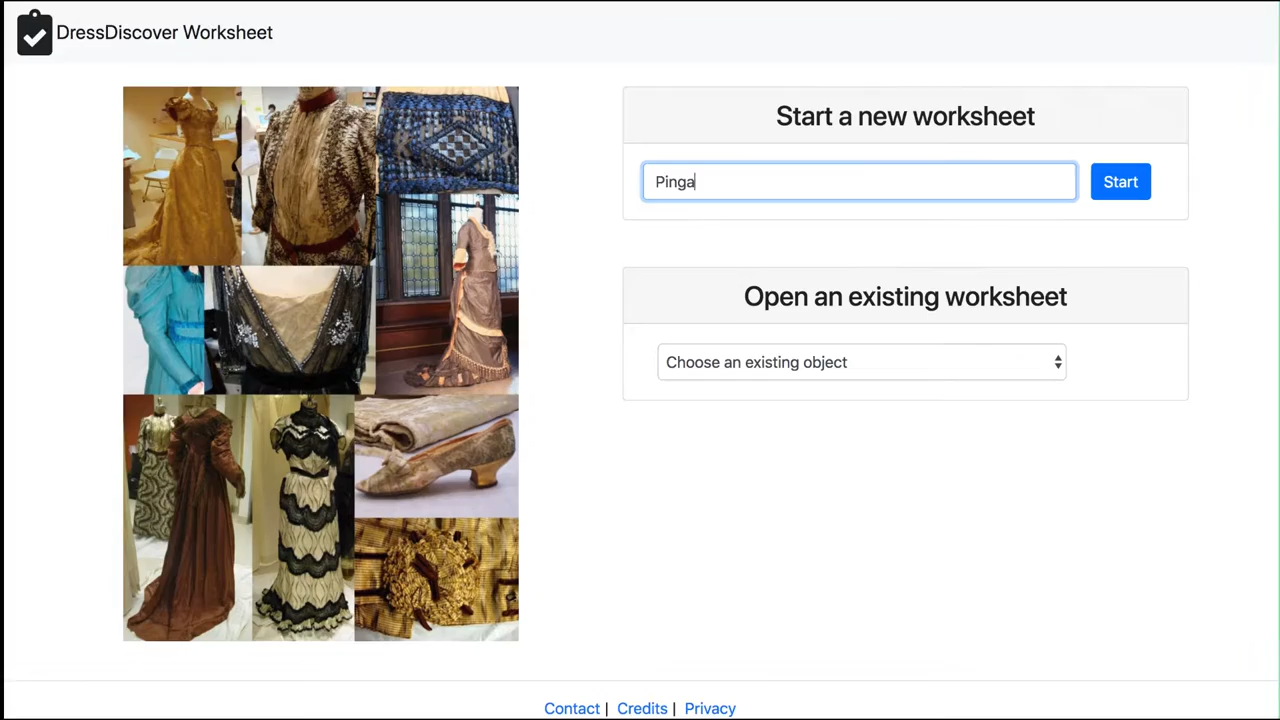 DressDiscover Worksheet
Start a new worksheet
Pinga
Start
Open an existing worksheet
Choose an existing object
Contact | Credits | Privacy